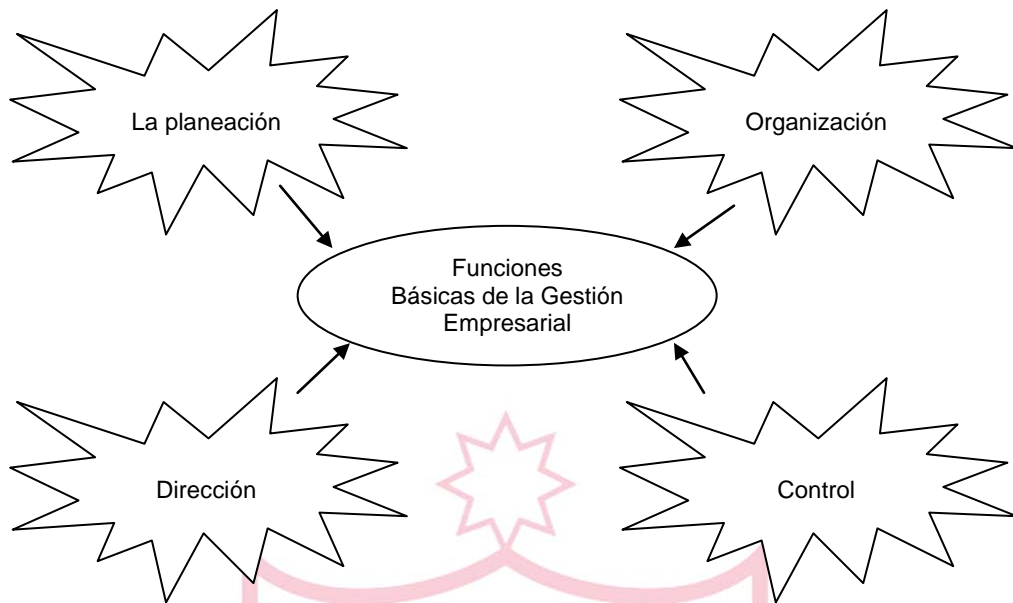 La planeación
Organización
Funciones
Básicas de la Gestión
Empresarial
Dirección
Control